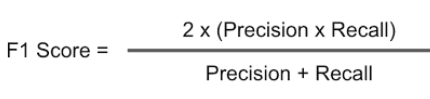 2 x (Precision x Recall)
F1 Score =
Precision + Recall